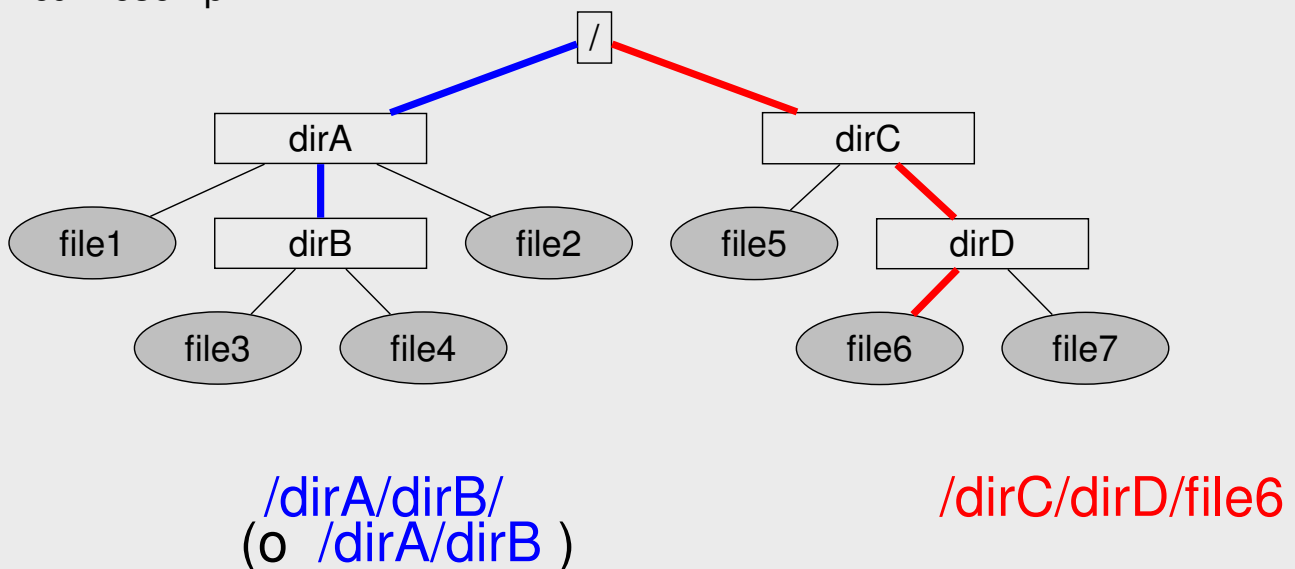 /
dirA dirC
file1 dirB file2 file5 dirD
file3 file4 file6 file7
/dirA/dirB/ /dirC/dirD/file6
(o /dirA/dirB )